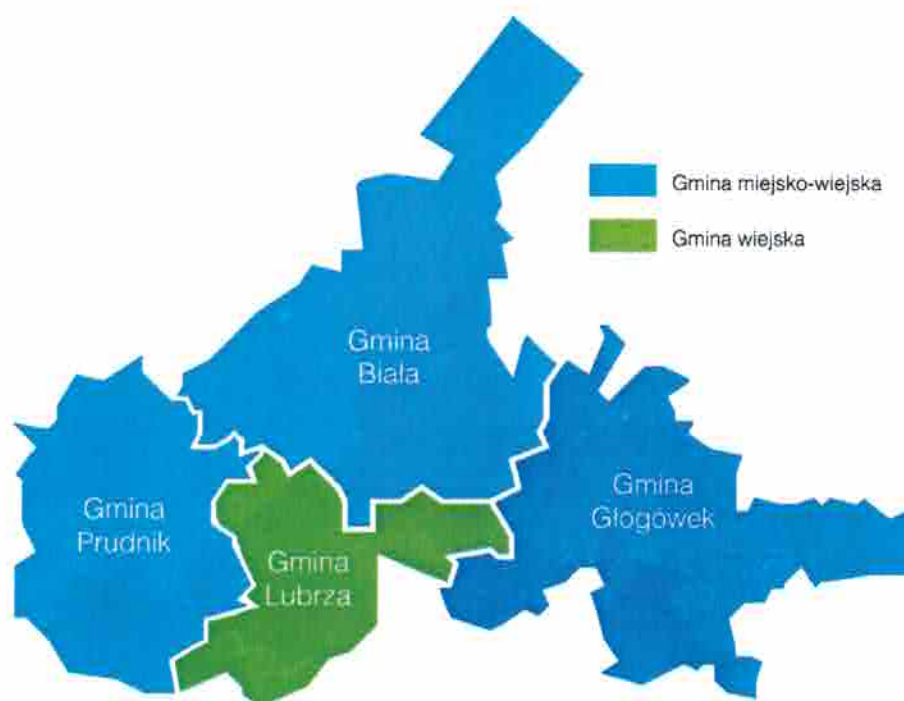 Gmina miejsko-wiejska
Gmina wiejska
Gmina
Biała
Gmina
Głogówek
Gmina
Prudnik
Gmina
Lubrza